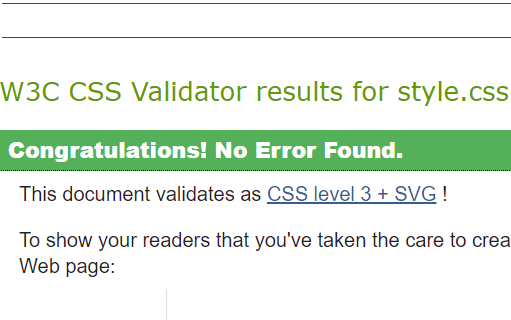 W3C CSS Validator results for style.css
Congratulations! No Error Found.
This document validates as CSS level 3 + SVG !
To show your readers that you've taken the care to crea
Web page: